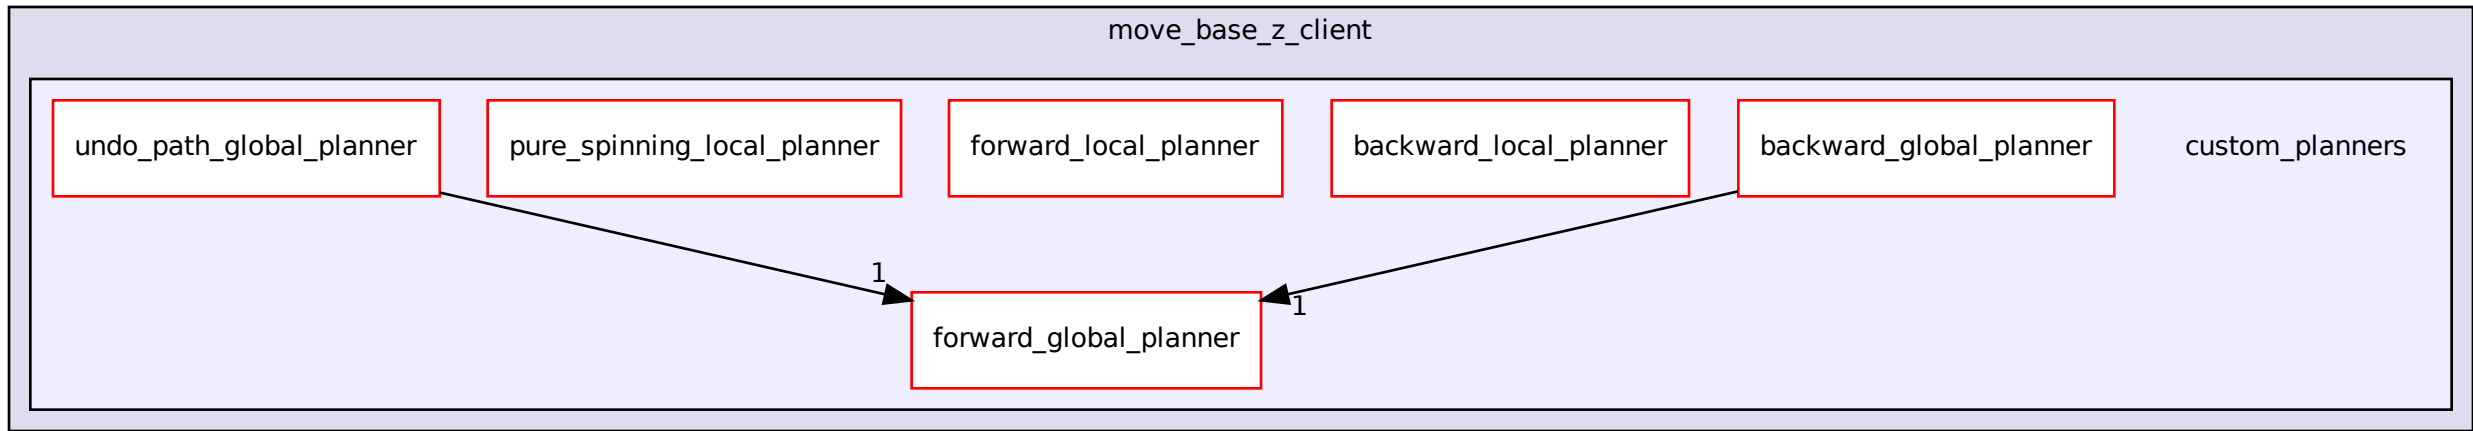 move_base_z_client
undo_path_global_planner
pure_spinning_local_planner
forward_local_planner
backward_local_planner
backward_global_planner
custom_planners
1
1
forward_global_planner